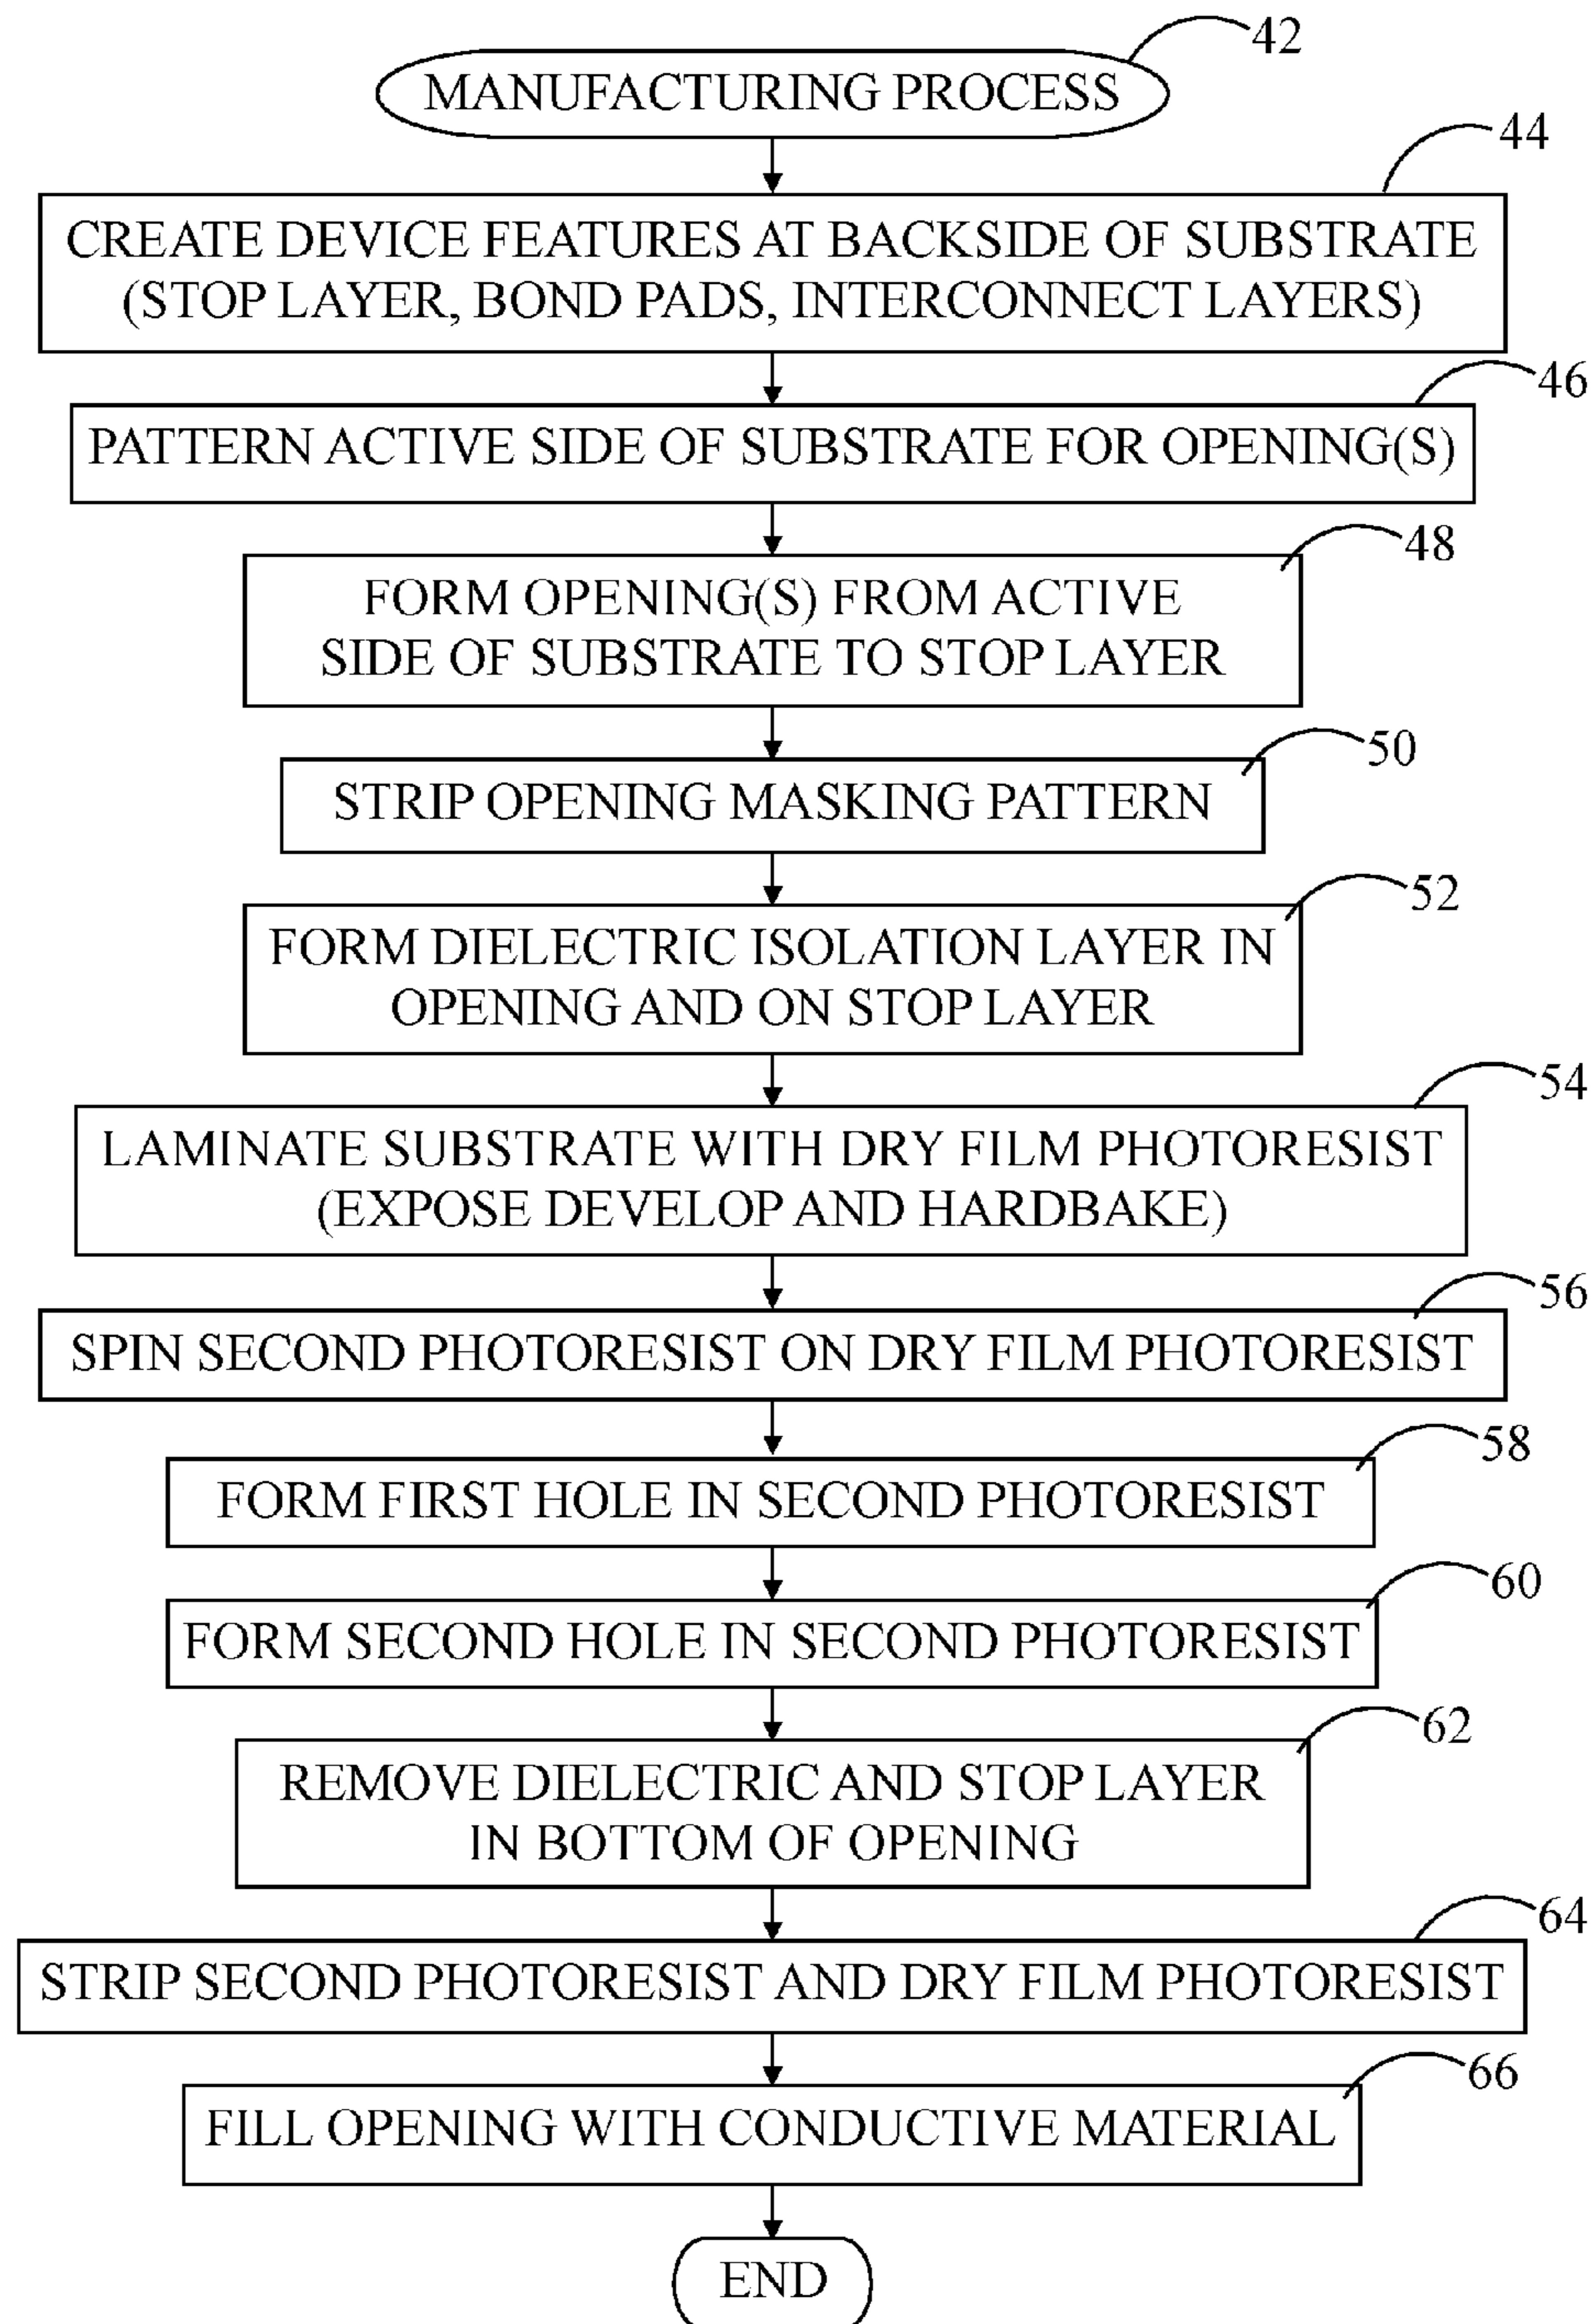 42
MANUFACTURING PROCESS
44
CREATE DEVICE FEATURES AT BACKSIDE OF SUBSTRATE
(STOP LAYER, BOND PADS, INTERCONNECT LAYERS)
46
PATTERN ACTIVE SIDE OF SUBSTRATE FOR OPENING(S)
48
FORM OPENING(S) FROM ACTIVE
SIDE OF SUBSTRATE TO STOP LAYER
50
STRIP OPENING MASKING PATTERN
52
FORM DIELECTRIC ISOLATION LAYER IN
OPENING AND ON STOP LAYER
54
LAMINATE SUBSTRATE WITH DRY FILM PHOTORESIST
(EXPOSE DEVELOP AND HARDBAKE)
56
SPIN SECOND PHOTORESIST ON DRY FILM PHOTORESIST
58
FORM FIRST HOLE IN SECOND PHOTORESIST
60
FORM SECOND HOLE IN SECOND PHOTORESIST
62
REMOVE DIELECTRIC AND STOP LAYER
IN BOTTOM OF OPENING
64
STRIP SECOND PHOTORESIST AND DRY FILM PHOTORESIST
66
FILL OPENING WITH CONDUCTIVE MATERIAL
END